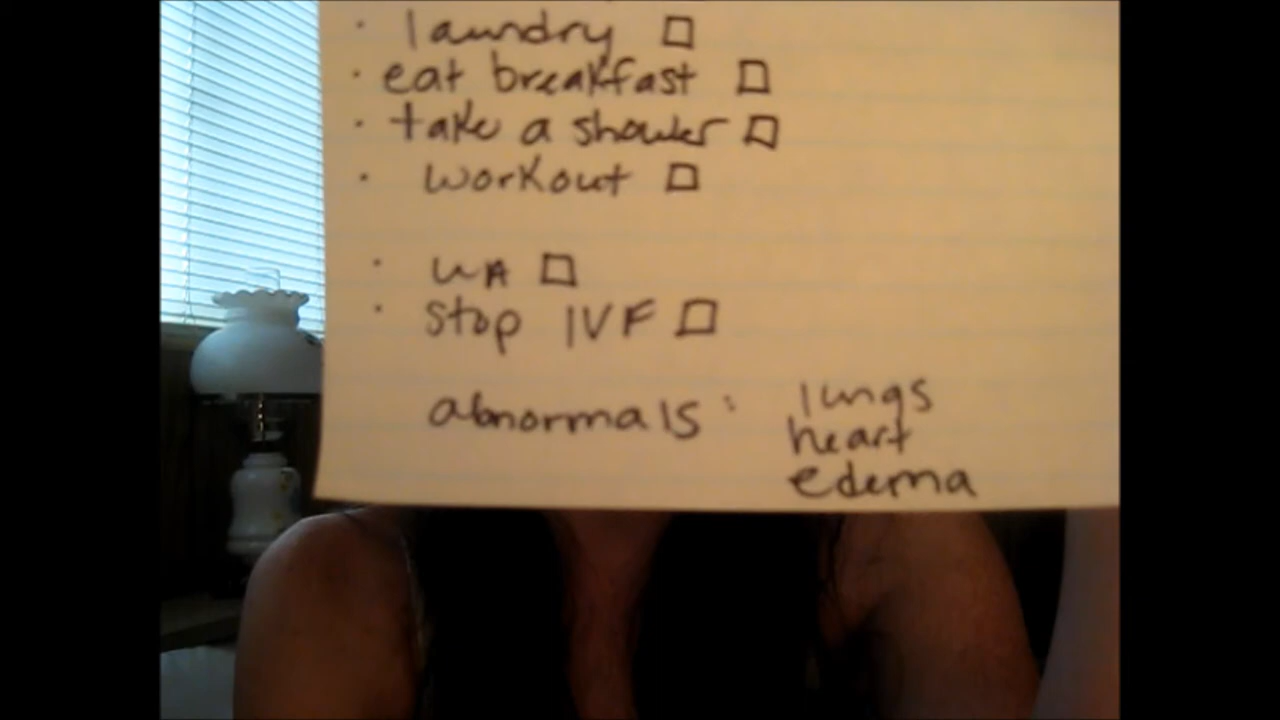 · laundry □
· eat breakfast □
· take a shower □
· workout □
· UA □
· stop IVF □
abnormals: lungs
heart
edema